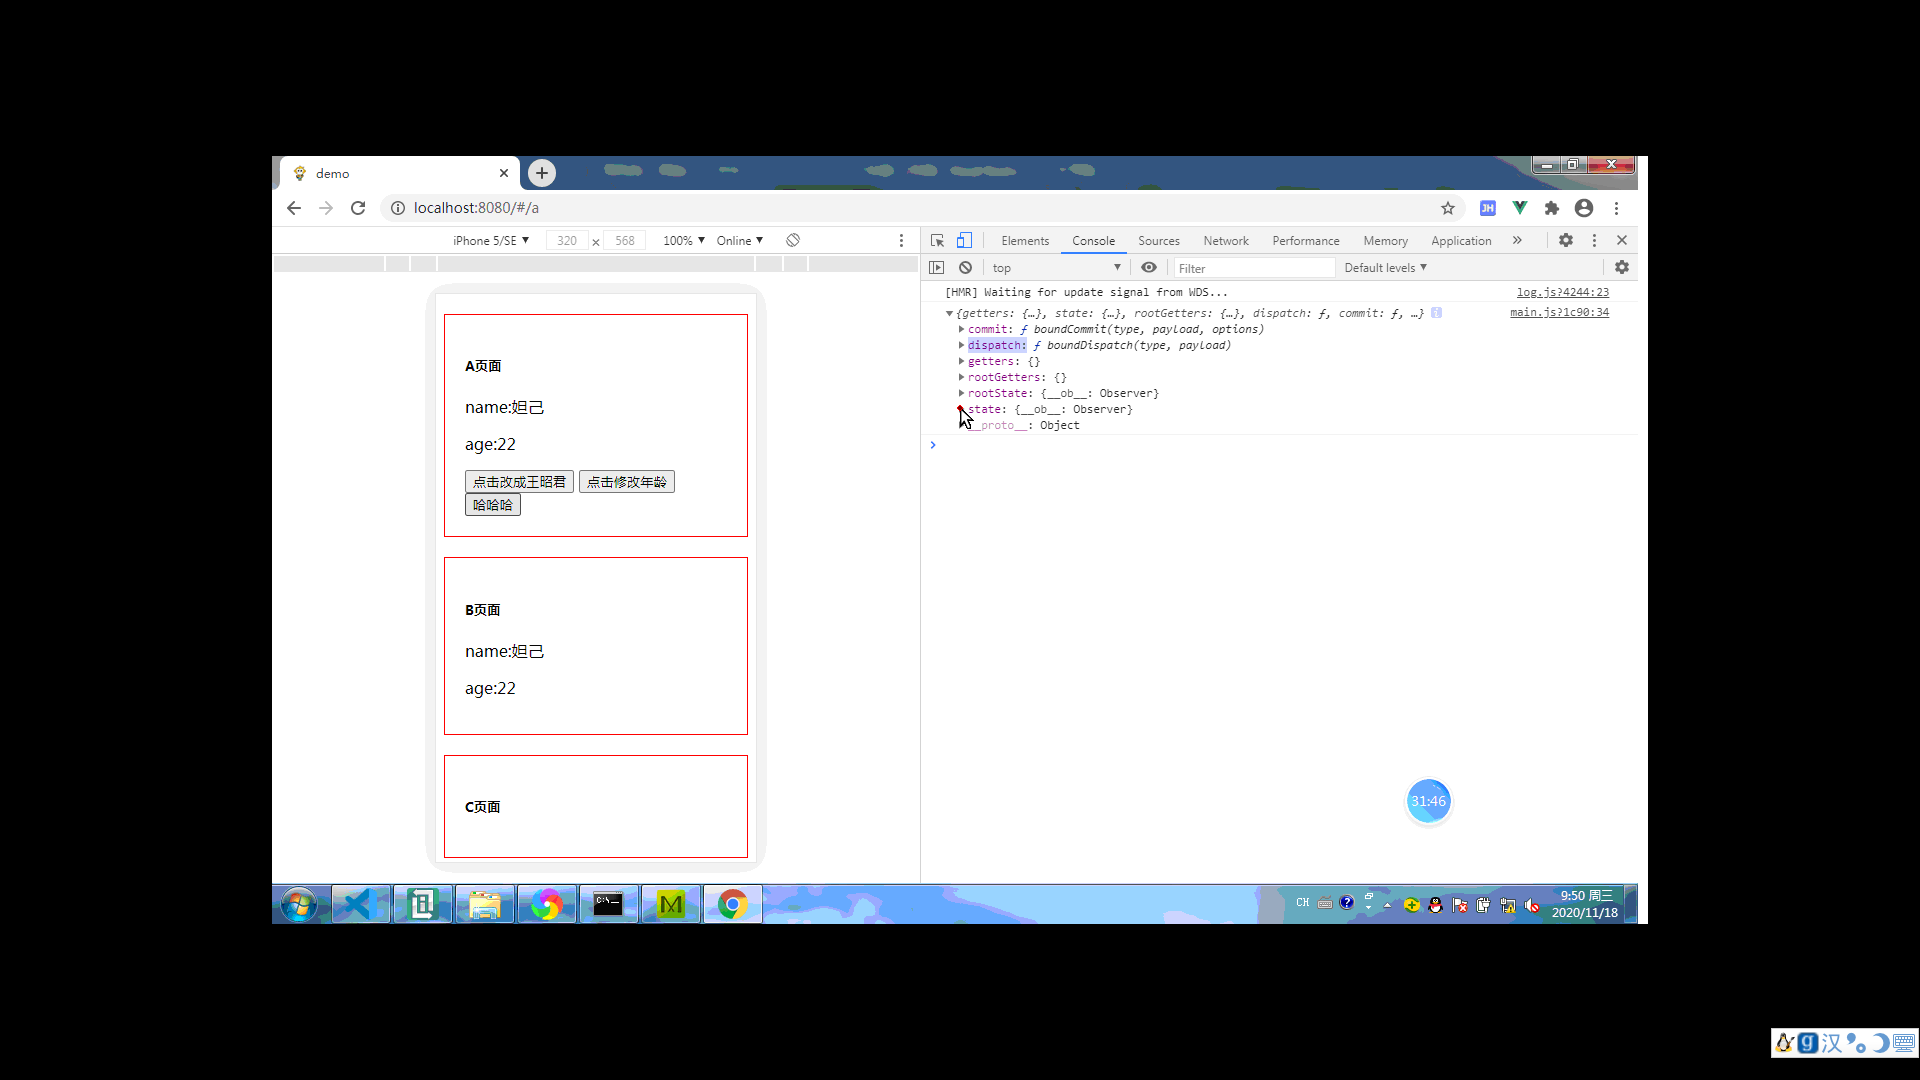 demo
localhost:8080/#/a
JH
iPhone 5/SE ▼ 320 × 568 100% ▼ Online ▼
Elements Console Sources Network Performance Memory Application »
top ▼ Filter Default levels ▼
[HMR] Waiting for update signal from WDS... log.js?4244:23
▼{getters: {…}, state: {…}, rootGetters: {…}, dispatch: ƒ, commit: ƒ, …} i main.js?1c90:34
▶commit: ƒ boundCommit(type, payload, options)
▶dispatch: ƒ boundDispatch(type, payload)
▶getters: {}
▶rootGetters: {}
▶rootState: {__ob__: Observer}
state: {__ob__: Observer}
__proto__: Object
A页面
name:妲己
age:22
点击改成王昭君 点击修改年龄
哈哈哈
B页面
name:妲己
age:22
C页面
31:46
CH
9:50 周三
2020/11/18
汉